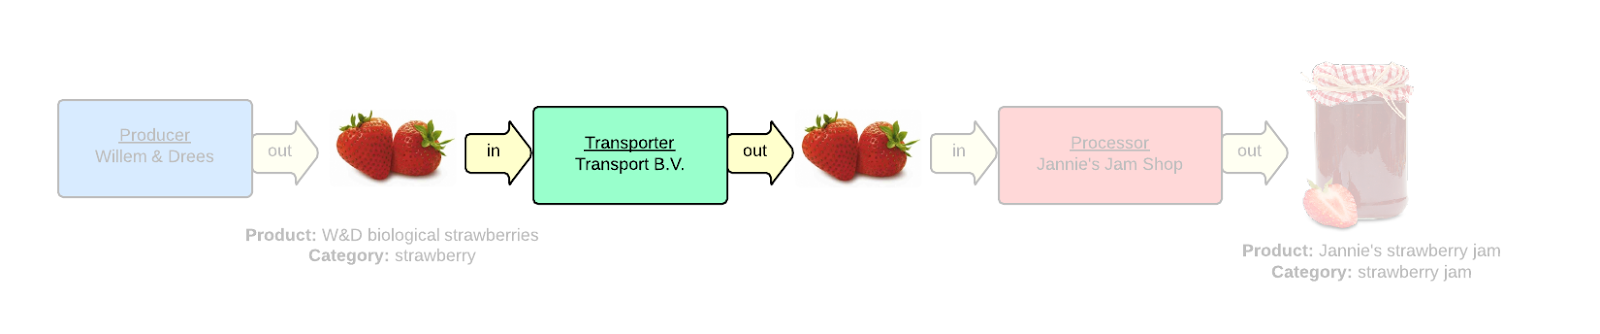 Producer
Willem & Drees
out
in
Transporter
Transport B.V.
out
in
Processor
Jannie's Jam Shop
out
Product: W&D biological strawberries
Category: strawberry
Product: Jannie's strawberry jam
Category: strawberry jam